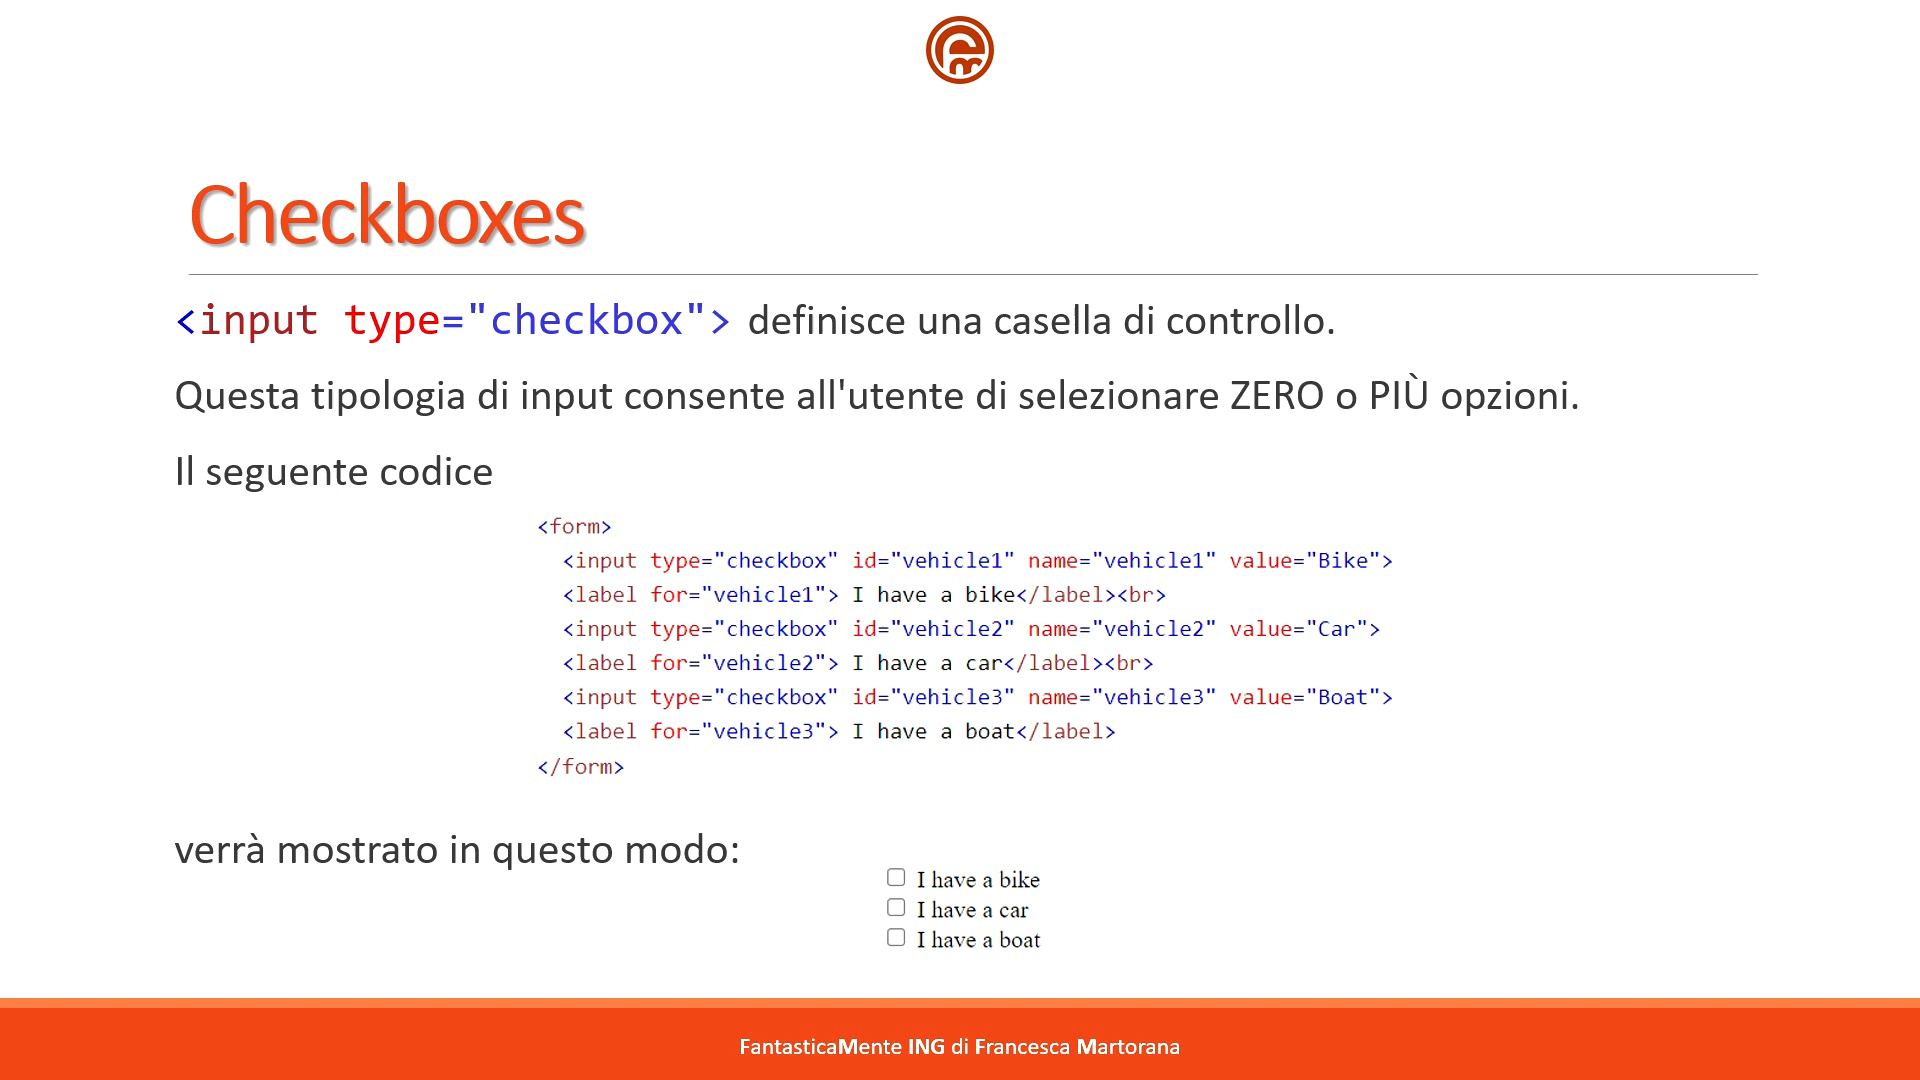 Checkboxes
<input type="checkbox"> definisce una casella di controllo.
Questa tipologia di input consente all'utente di selezionare ZERO o PIÙ opzioni.
Il seguente codice
<form>
<input type="checkbox" id="vehicle1" name="vehicle1" value="Bike">
<label for="vehicle1"> I have a bike</label><br>
<input type="checkbox" id="vehicle2" name="vehicle2" value="Car">
<label for="vehicle2"> I have a car</label><br>
<input type="checkbox" id="vehicle3" name="vehicle3" value="Boat">
<label for="vehicle3"> I have a boat</label>
</form>
verrà mostrato in questo modo:
I have a bike
I have a car
I have a boat
FantasticaMente ING di Francesca Martorana